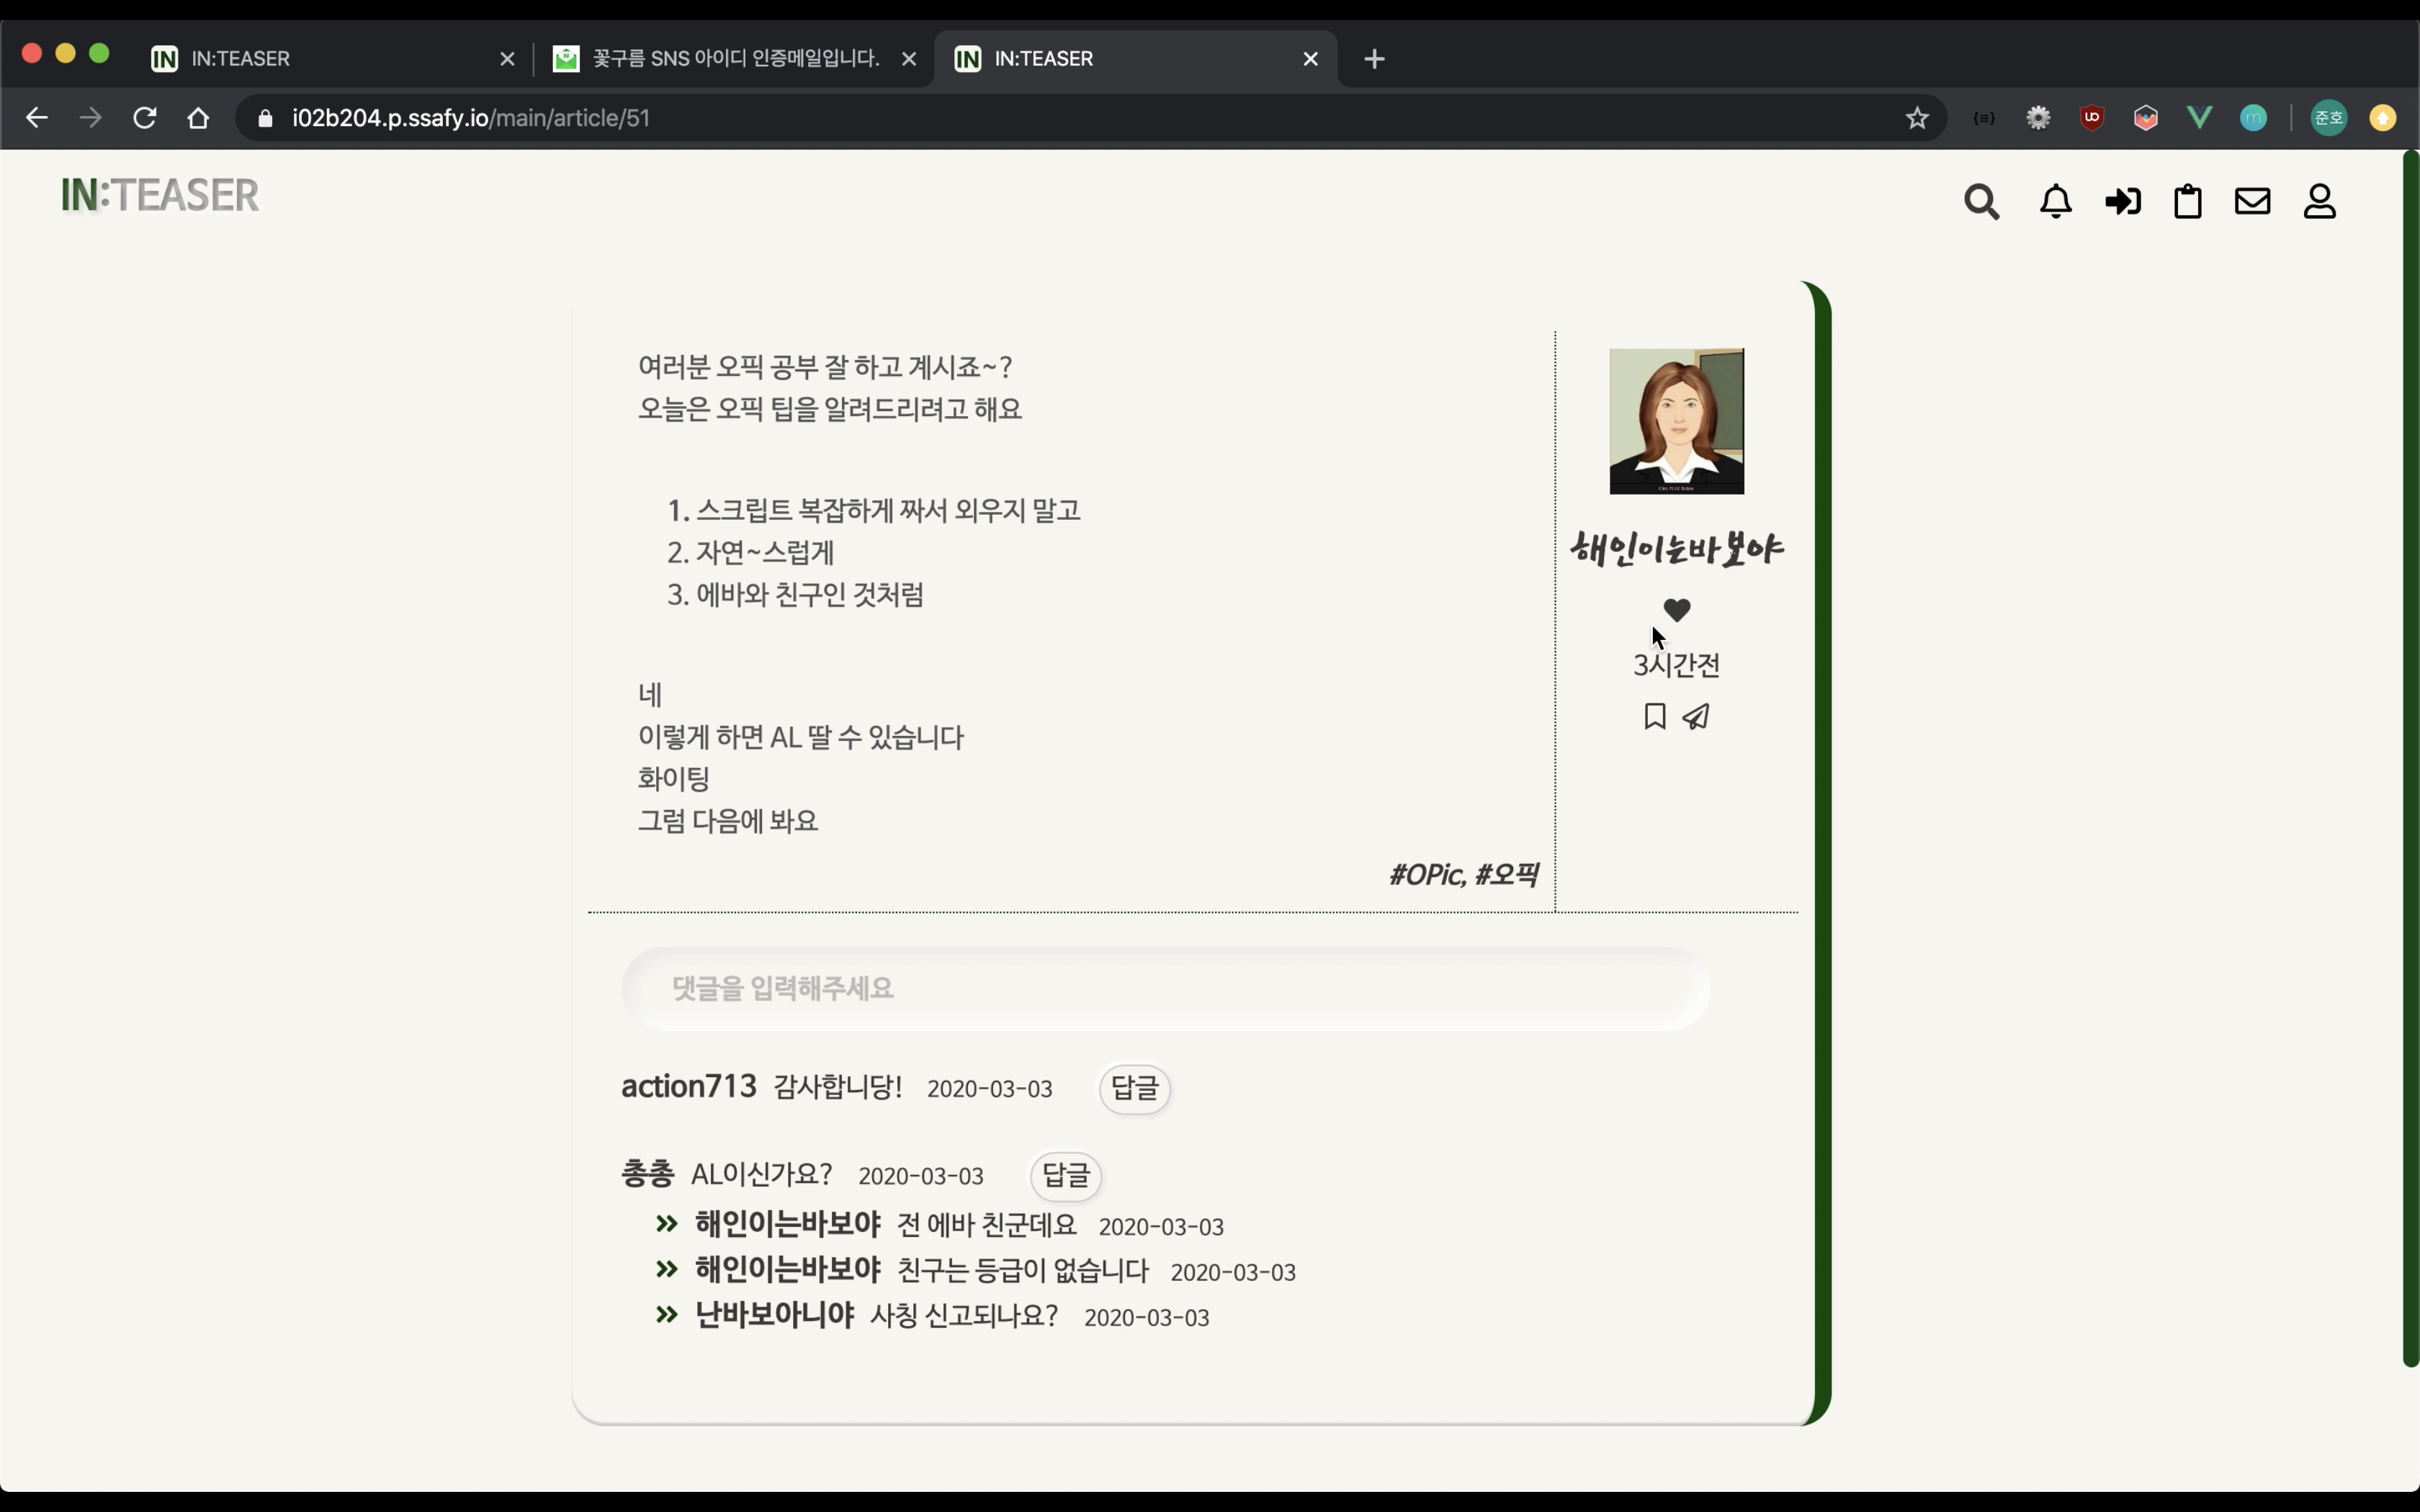 IN IN:TEASER
꽃구름 SNS 아이디 인증메일입니다.
IN IN:TEASER
i02b204.p.ssafy.io/main/article/51
준호
IN:TEASER
여러분 오픽 공부 잘 하고 계시죠~?
오늘은 오픽 팁을 알려드리려고 해요
1. 스크립트 복잡하게 짜서 외우지 말고
2. 자연~스럽게
3. 에바와 친구인 것처럼
네
이렇게 하면 AL 딸 수 있습니다
화이팅
그럼 다음에 봐요
#OPic, #오픽
해인이는바보야
3시간전
댓글을 입력해주세요
action713 감사합니당! 2020-03-03 답글
총총 AL이신가요? 2020-03-03 답글
해인이는바보야 전 에바 친군데요 2020-03-03
해인이는바보야 친구는 등급이 없습니다 2020-03-03
난바보아니야 사칭 신고되나요? 2020-03-03